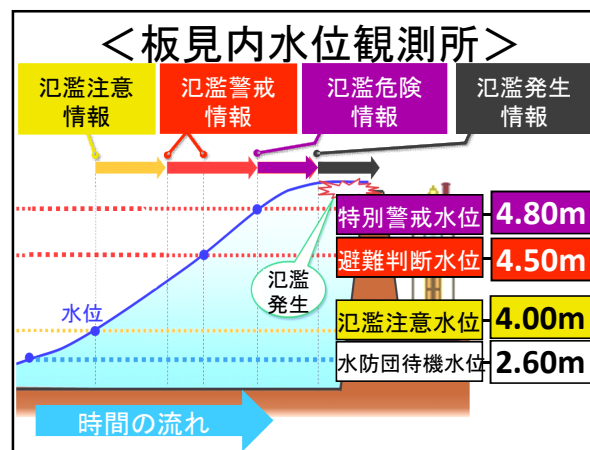 ＜板見内水位観測所＞
氾濫注意
情報
氾濫警戒
情報
氾濫危険
情報
氾濫発生
情報
特別警戒水位 4.80m
避難判断水位 4.50m
氾濫
発生
水位
氾濫注意水位 4.00m
水防団待機水位 2.60m
時間の流れ